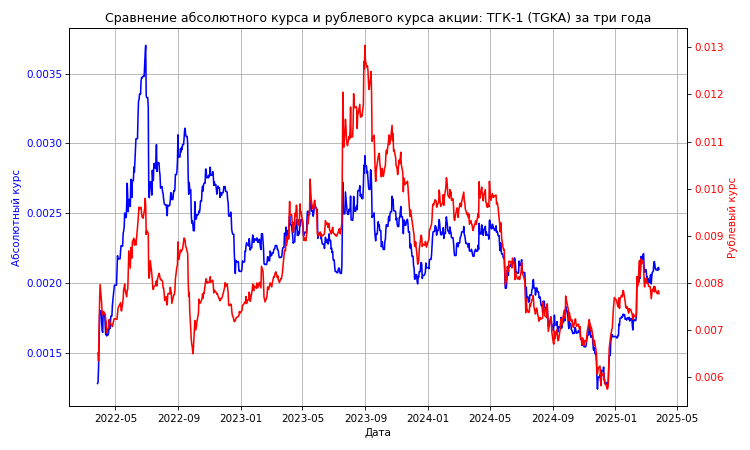 Сравнение абсолютного курса и рублевого курса акции: ТГК-1 (TGKA) за три года
0.0035
0.0030
0.0025
0.0020
0.0015
Абсолютный курс
0.013
0.012
0.011
0.010
0.009
0.008
0.007
0.006
Рублевый курс
2022-05 2022-09 2023-01 2023-05 2023-09 2024-01 2024-05 2024-09 2025-01 2025-05
Дата